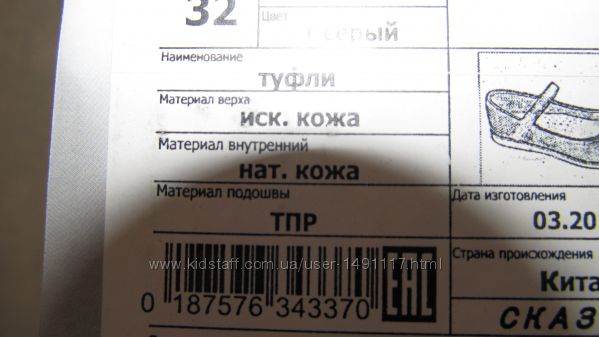 32
Цвет
серый
Наименование
туфли
Материал верха
иск. кожа
Материал внутренний
нат. кожа
Материал подошвы
ТПР
Дата изготовления
03.20
Страна происхождения
Кита
СКАЗ
www.kidstaff.com.ua/user-1491117.html
0 187576 343370
EAC